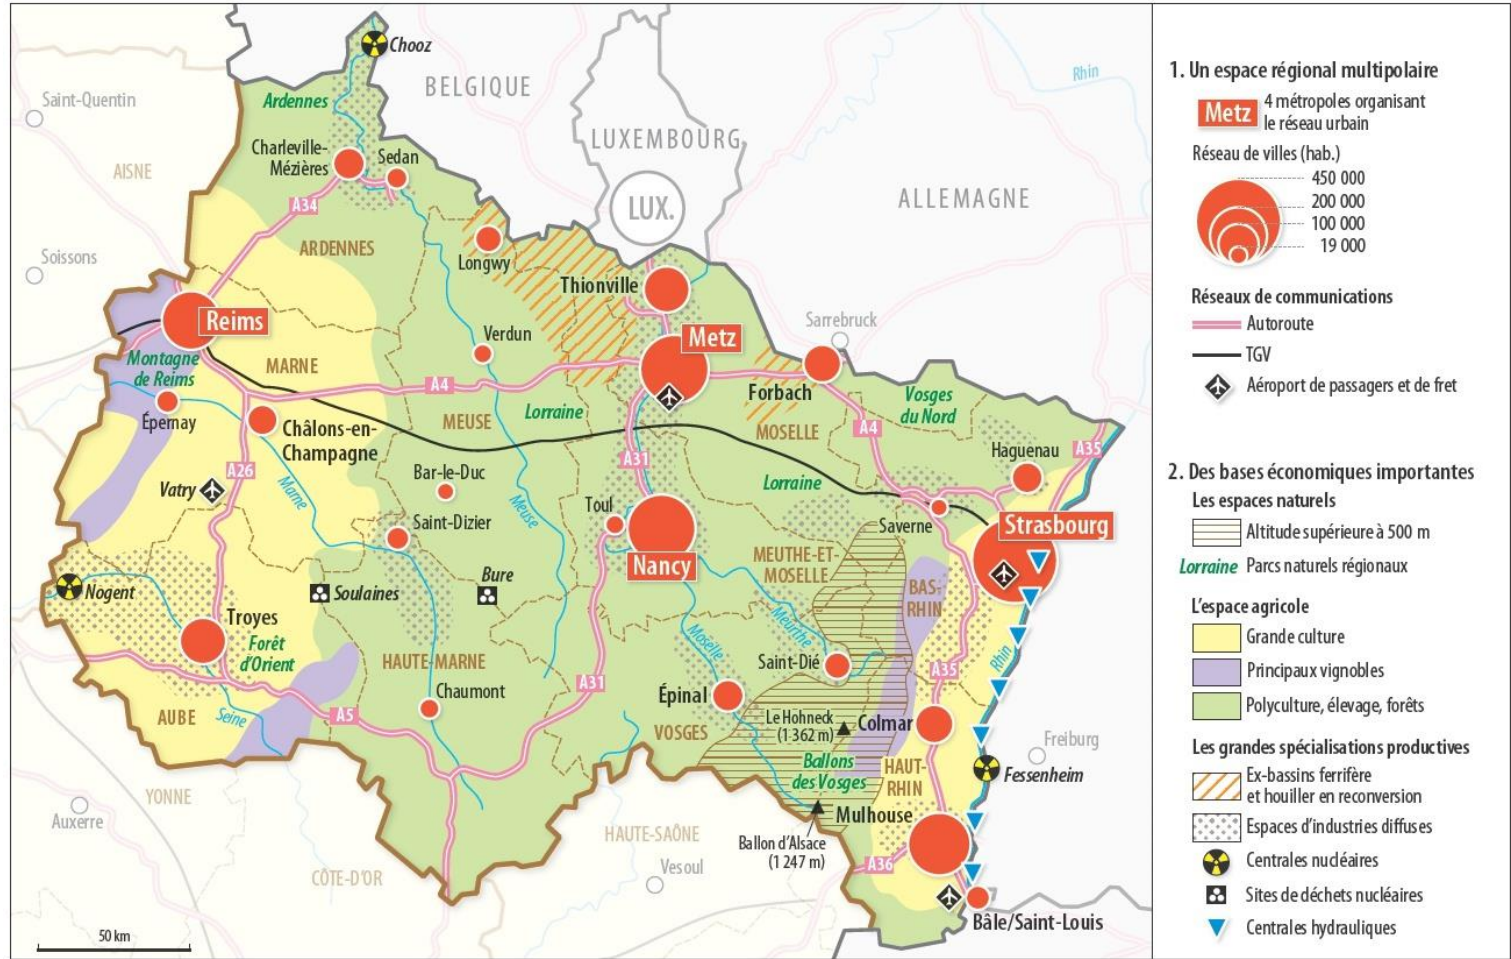 Chooz
BELGIQUE
Rhin
Saint-Quentin
Ardennes
LUXEMBOURG
Charleville-
Mézières
Sedan
AISNE
ALLEMAGNE
LUX.
A34
ARDENNES
Soissons
Longwy
Thionville
Reims
Sarrebruck
Verdun
Metz
Montagne
de Reims
MARNE
A4
Forbach
Vosges
du Nord
Épernay
Châlons-en-
Champagne
MEUSE
Lorraine
MOSELLE
A4
A35
Haguenau
A26
A31
Bar-le-Duc
Lorraine
Vatry
Marne
Meuse
Toul
Saverne
Strasbourg
Saint-Dizier
Nancy
MEUTHE-ET-
MOSELLE
BAS-
RHIN
Nogent
Soulaines
Bure
Troyes
Forêt
d'Orient
Moselle
Meurthe
Rhin
HAUTE-MARNE
Saint-Dié
A35
A31
Chaumont
Épinal
AUBE
Seine
A5
VOSGES
Le Hohneck
(1 362 m)
Colmar
Freiburg
Ballons
des Vosges
HAUT-
RHIN
Fessenheim
YONNE
Auxerre
HAUTE-SAÔNE
Mulhouse
Ballon d'Alsace
(1 247 m)
Vesoul
A36
CÔTE-D'OR
Bâle/Saint-Louis
50 km
1. Un espace régional multipolaire
Metz
4 métropoles organisant
le réseau urbain
Réseau de villes (hab.)
450 000
200 000
100 000
19 000
Réseaux de communications
Autoroute
TGV
Aéroport de passagers et de fret
2. Des bases économiques importantes
Les espaces naturels
Altitude supérieure à 500 m
Lorraine Parcs naturels régionaux
L'espace agricole
Grande culture
Principaux vignobles
Polyculture, élevage, forêts
Les grandes spécialisations productives
Ex-bassins ferrifère
et houiller en reconversion
Espaces d'industries diffuses
Centrales nucléaires
Sites de déchets nucléaires
Centrales hydrauliques